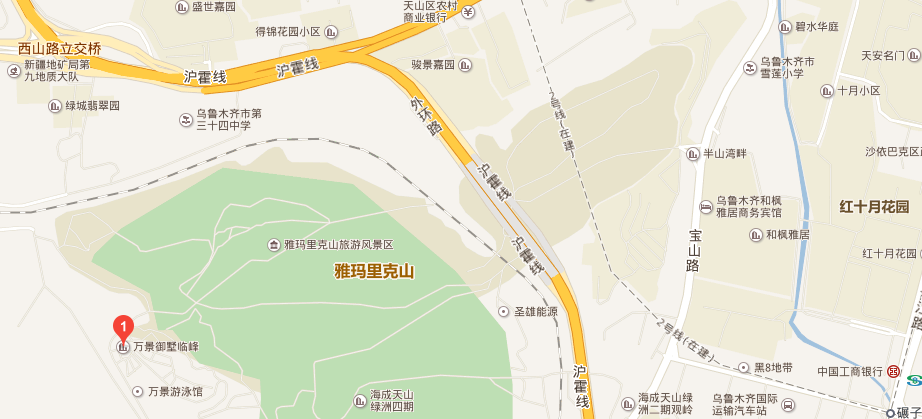 盛世嘉园
天山区农村
商业银行
得锦花园小区
碧水华庭
西山路立交桥
新疆地矿局第
九地质大队
沪霍线
沪霍线
骏景嘉园
乌鲁木齐市
雪莲小学
天安名门
绿城翡翠园
乌鲁木齐市第
三十四中学
外环路
2号线(在建)
十月小区
半山湾畔
沙依巴克区
沪霍线
乌鲁木齐和枫
雅居商务宾馆
红十月花园
雅玛里克山旅游风景区
雅玛里克山
沪霍线
宝山路
和枫雅居
红十月花园
圣雄能源
1
万景御墅临峰
2号线(在建)
黑8地带
中国工商银行
万景游泳馆
海成天山
绿洲四期
沪霍线
海成天山绿
洲二期观岭
乌鲁木齐国际
运输汽车站
碾子